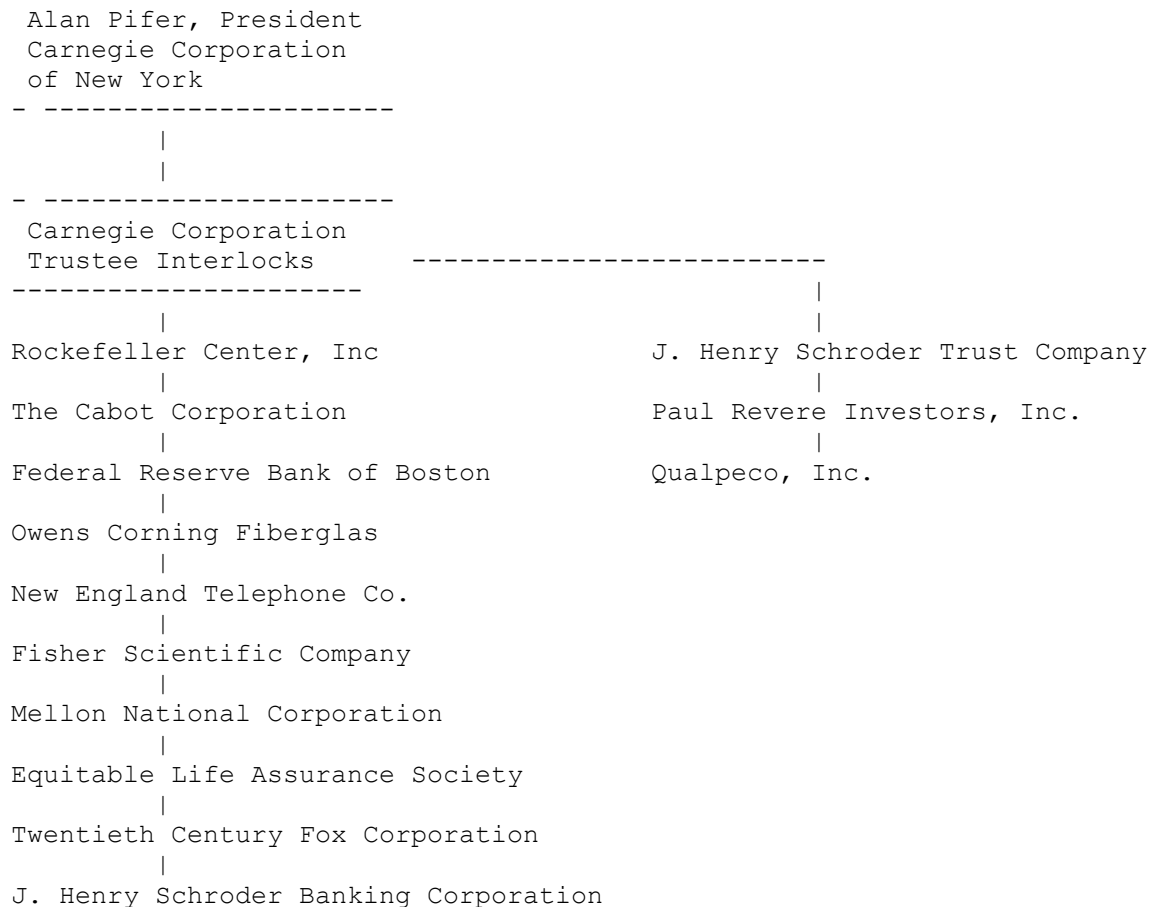 Alan Pifer, President
Carnegie Corporation
of New York
- ----------------------
|
|
- ----------------------
Carnegie Corporation
Trustee Interlocks --------------------------
---------------------- |
| |
Rockefeller Center, Inc J. Henry Schroder Trust Company
| |
The Cabot Corporation Paul Revere Investors, Inc.
| |
Federal Reserve Bank of Boston Qualpeco, Inc.
|
Owens Corning Fiberglas
|
New England Telephone Co.
|
Fisher Scientific Company
|
Mellon National Corporation
|
Equitable Life Assurance Society
|
Twentieth Century Fox Corporation
|
J. Henry Schroder Banking Corporation